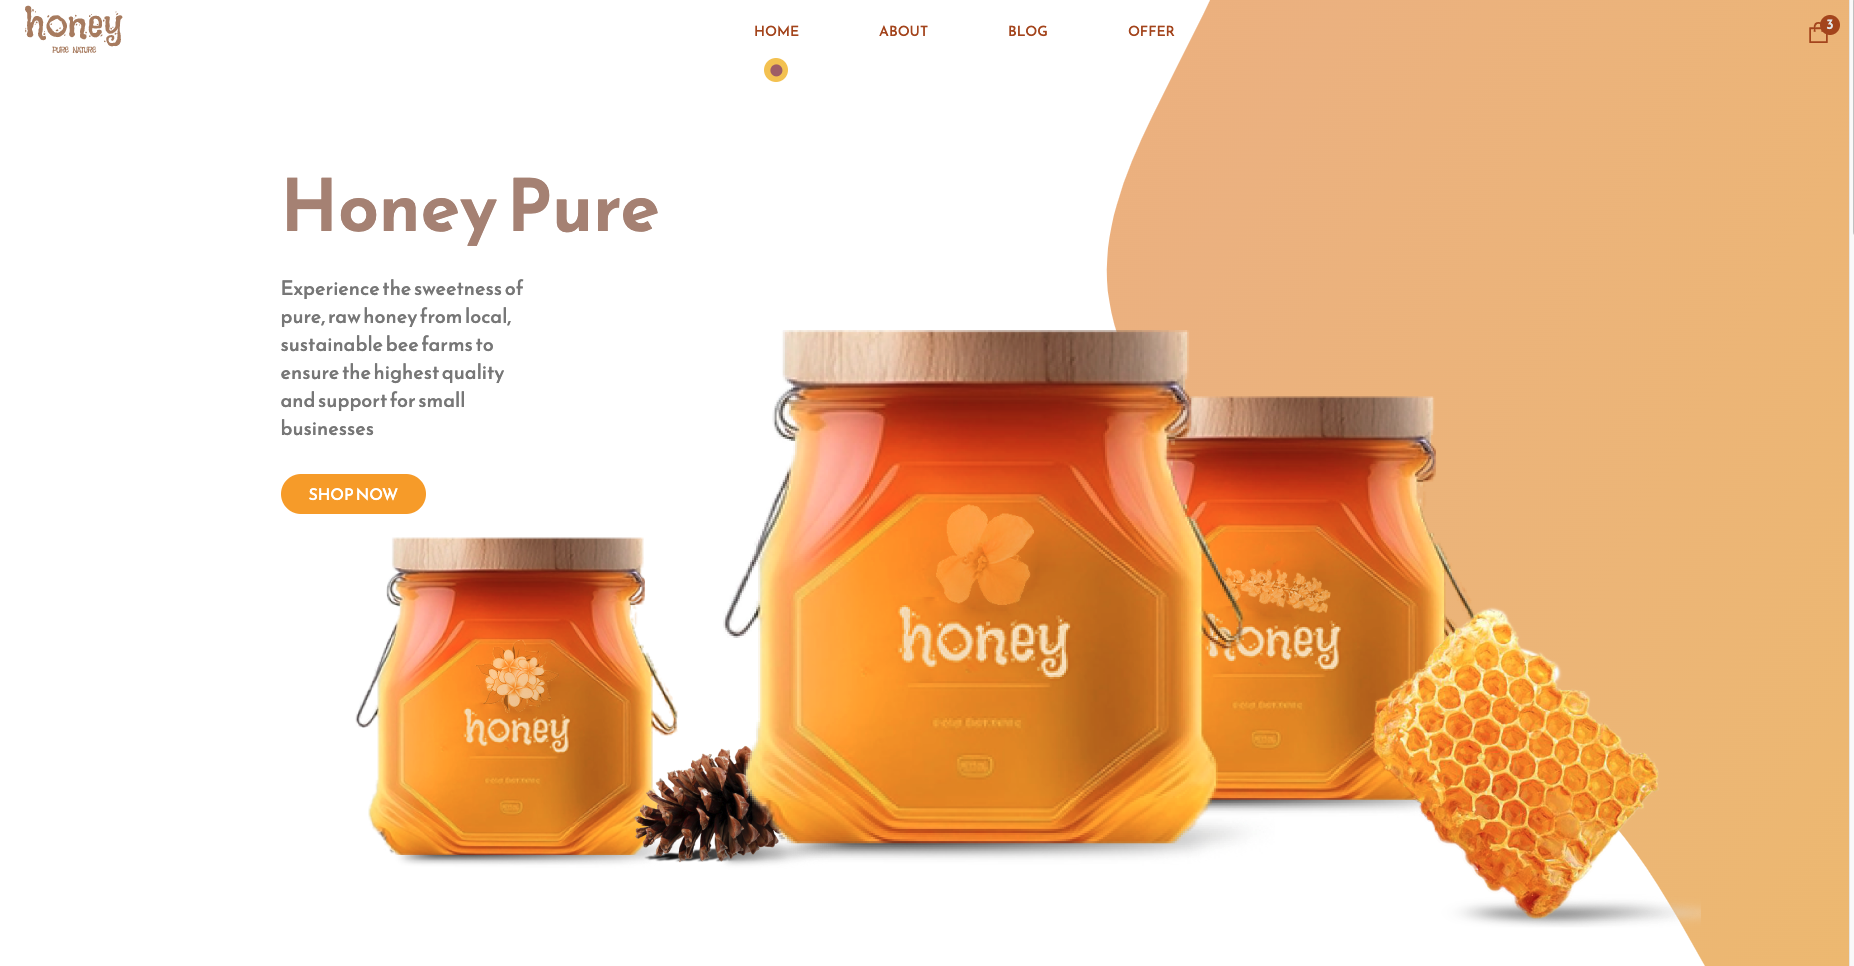 honey
PURE NATURE
HOME
ABOUT
BLOG
OFFER
3
Honey Pure
Experience the sweetness of
pure, raw honey from local,
sustainable bee farms to
ensure the highest quality
and support for small
businesses
SHOP NOW
honey
honey
honey